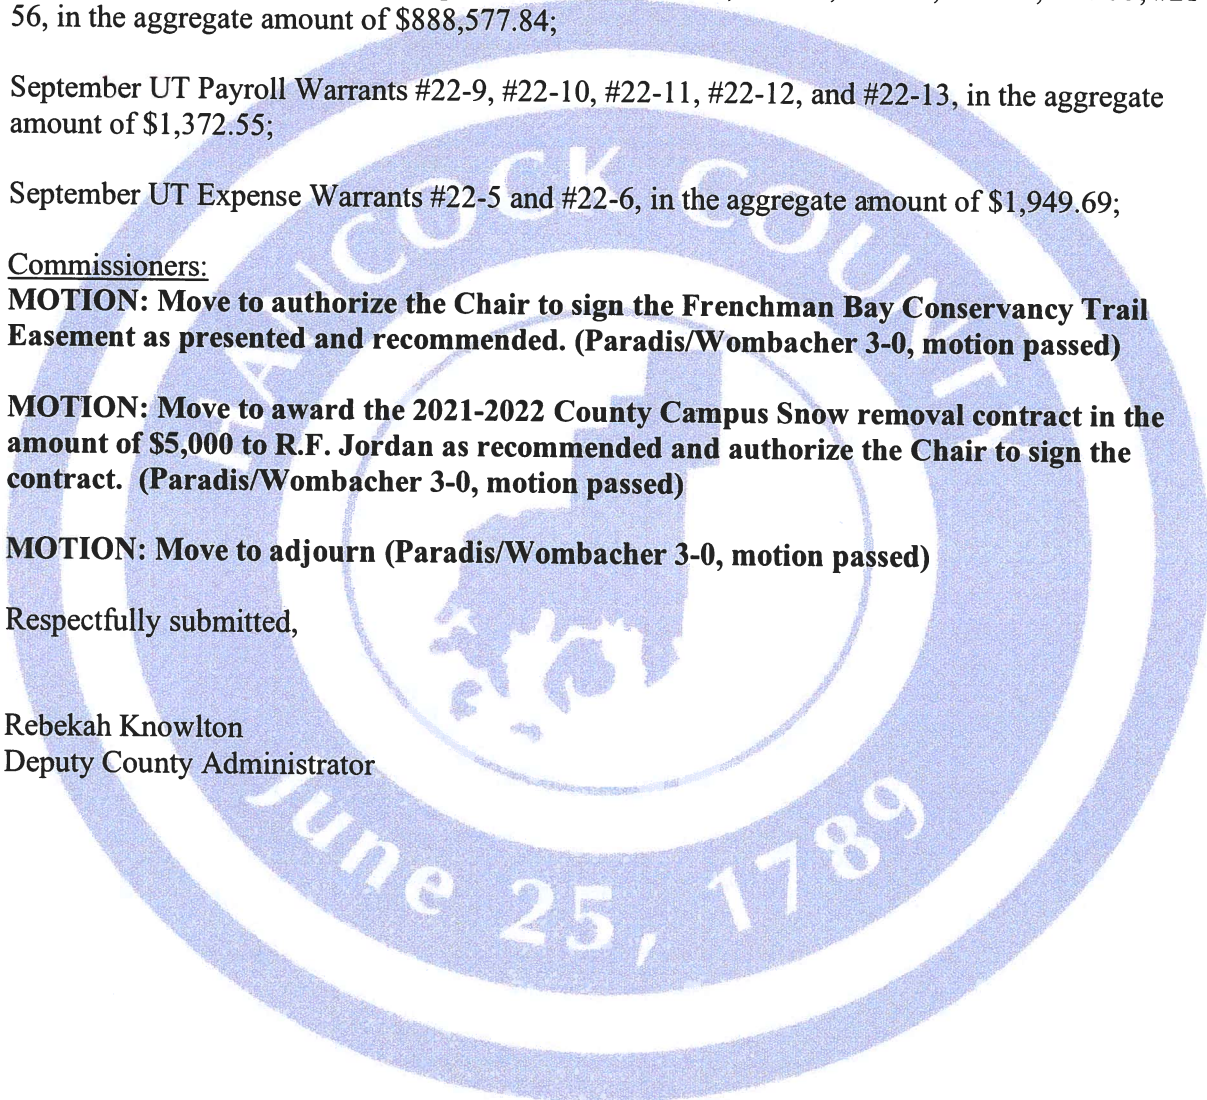 56, in the aggregate amount of $888,577.84;
September UT Payroll Warrants #22-9, #22-10, #22-11, #22-12, and #22-13, in the aggregate
amount of $1,372.55;
September UT Expense Warrants #22-5 and #22-6, in the aggregate amount of $1,949.69;
Commissioners:
MOTION: Move to authorize the Chair to sign the Frenchman Bay Conservancy Trail
Easement as presented and recommended. (Paradis/Wombacher 3-0, motion passed)
MOTION: Move to award the 2021-2022 County Campus Snow removal contract in the
amount of $5,000 to R.F. Jordan as recommended and authorize the Chair to sign the
contract. (Paradis/Wombacher 3-0, motion passed)
MOTION: Move to adjourn (Paradis/Wombacher 3-0, motion passed)
Respectfully submitted,
Rebekah Knowlton
Deputy County Administrator
HANCOCK COUNTY
June 25, 1789